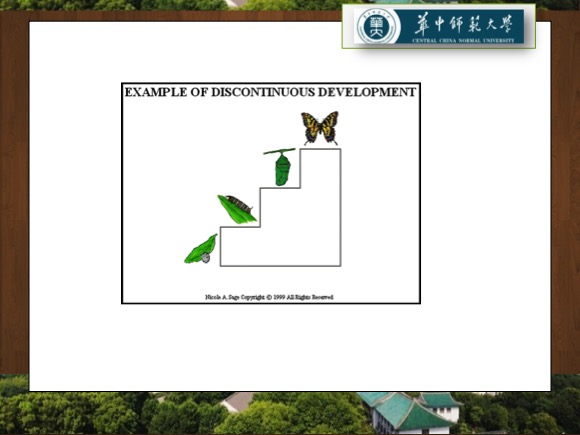 華中師範大學
CENTRAL CHINA NORMAL UNIVERSITY
EXAMPLE OF DISCONTINUOUS DEVELOPMENT
Nicole A. Sage Copyright © 1999 All Rights Reserved